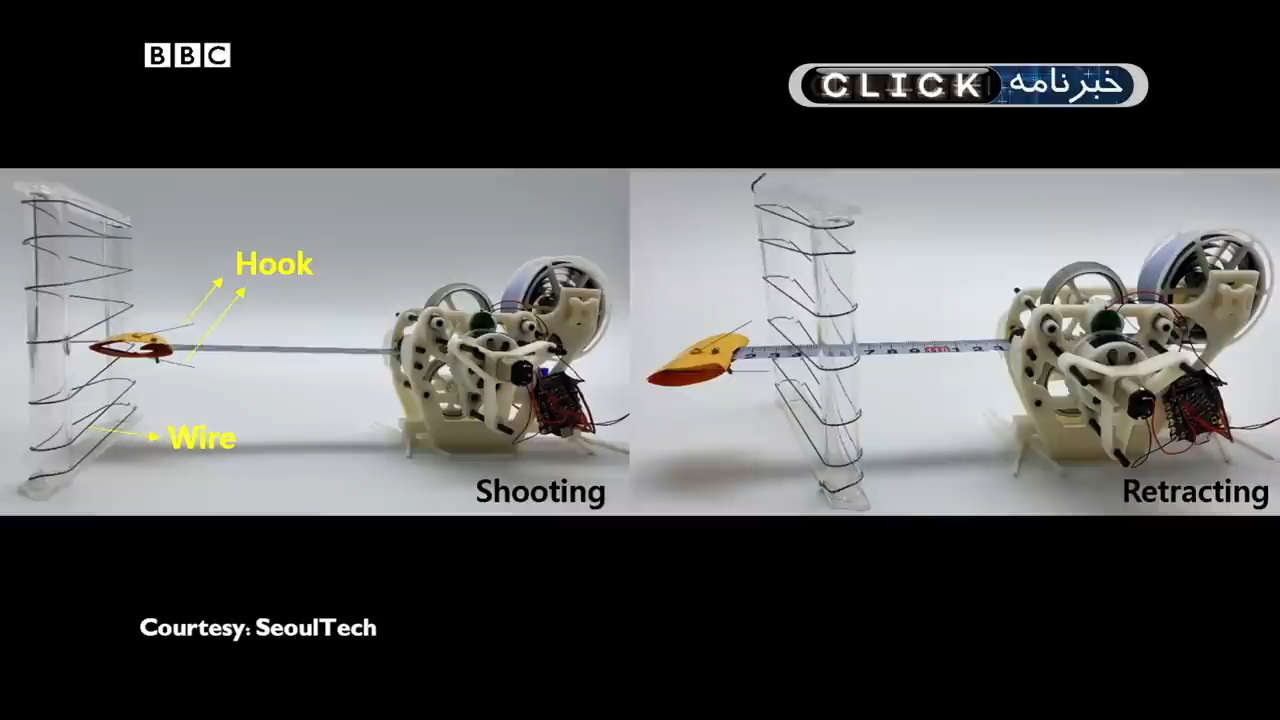 BBC
CLICK خبرنامه
Hook
Wire
Shooting
Retracting
Courtesy: SeoulTech